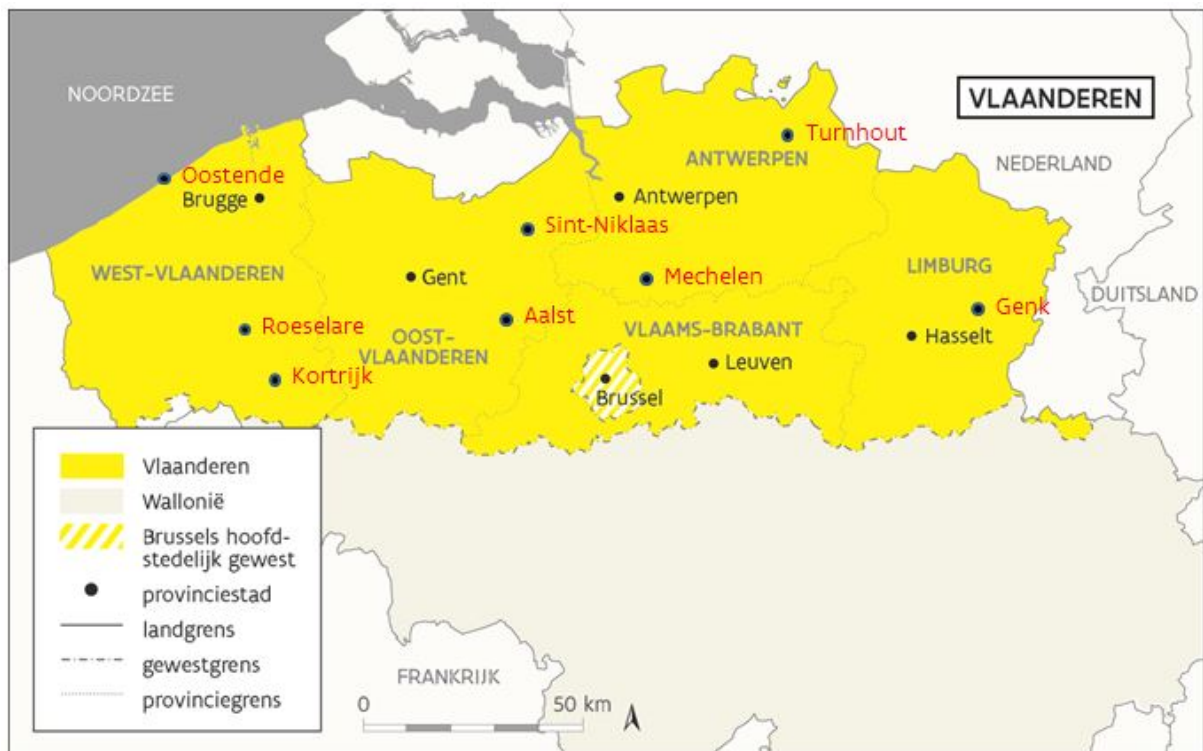 NOORDZEE
VLAANDEREN
Turnhout
NEDERLAND
ANTWERPEN
Oostende
Brugge
Antwerpen
Sint-Niklaas
WEST-VLAANDEREN
Gent
Mechelen
LIMBURG
DUITSLAND
Genk
Roeselare
Aalst
VLAAMS-BRABANT
OOST-
VLAANDEREN
Hasselt
Leuven
Kortrijk
Brussel
Vlaanderen
Wallonië
Brussels hoofd-
stedelijk gewest
provinciestad
landgrens
gewestgrens
provinciegrens
FRANKRIJK
0 50 km